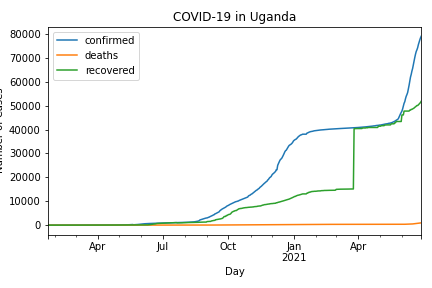 COVID-19 in Uganda
confirmed
deaths
recovered
80000
70000
60000
50000
40000
30000
20000
10000
0
of
Apr
Jul
Oct
Jan
2021
Apr
Day